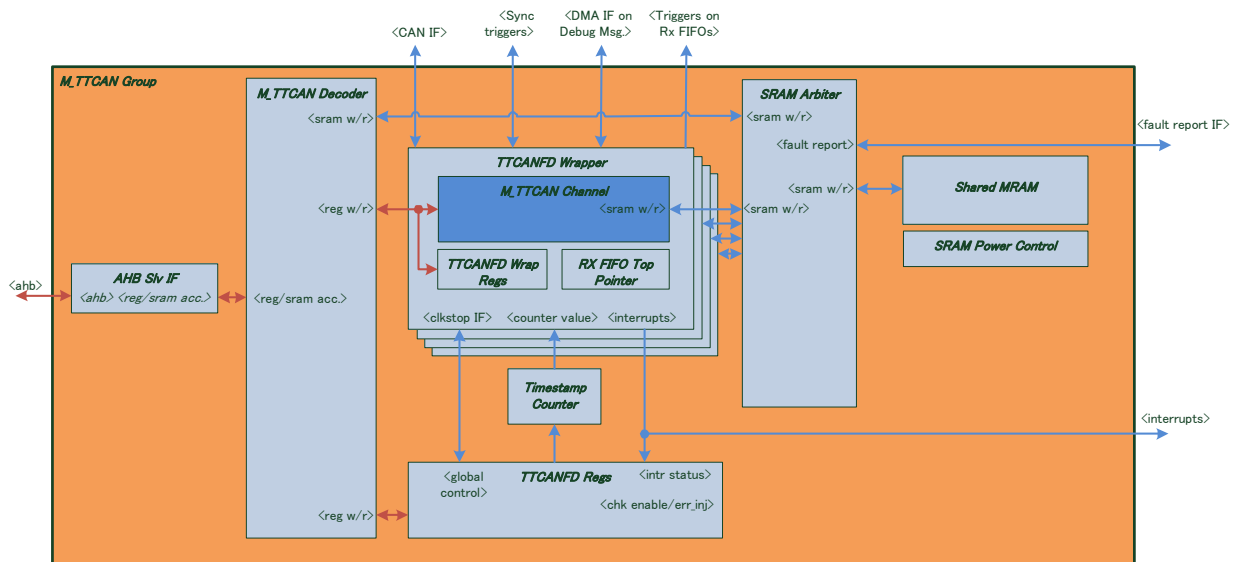 <CAN IF>
<Sync
triggers>
<DMA IF on
Debug Msg.>
<Triggers on
Rx FIFOs>
M_TTCAN Group
M_TTCAN Decoder
<sram w/r>
<reg w/r>
<reg/sram acc.>
<reg w/r>
<ahb>
AHB Slv IF
<ahb> <reg/sram acc.>
TTCANFD Wrapper
M_TTCAN Channel
<sram w/r>
TTCANFD Wrap
Regs
RX FIFO Top
Pointer
<clkstop IF>
<counter value>
<interrupts>
Timestamp
Counter
<global
control>
TTCANFD Regs
<intr status>
<chk enable/err_inj>
SRAM Arbiter
<sram w/r>
<fault report>
<sram w/r>
<sram w/r>
<fault report IF>
Shared MRAM
SRAM Power Control
<interrupts>